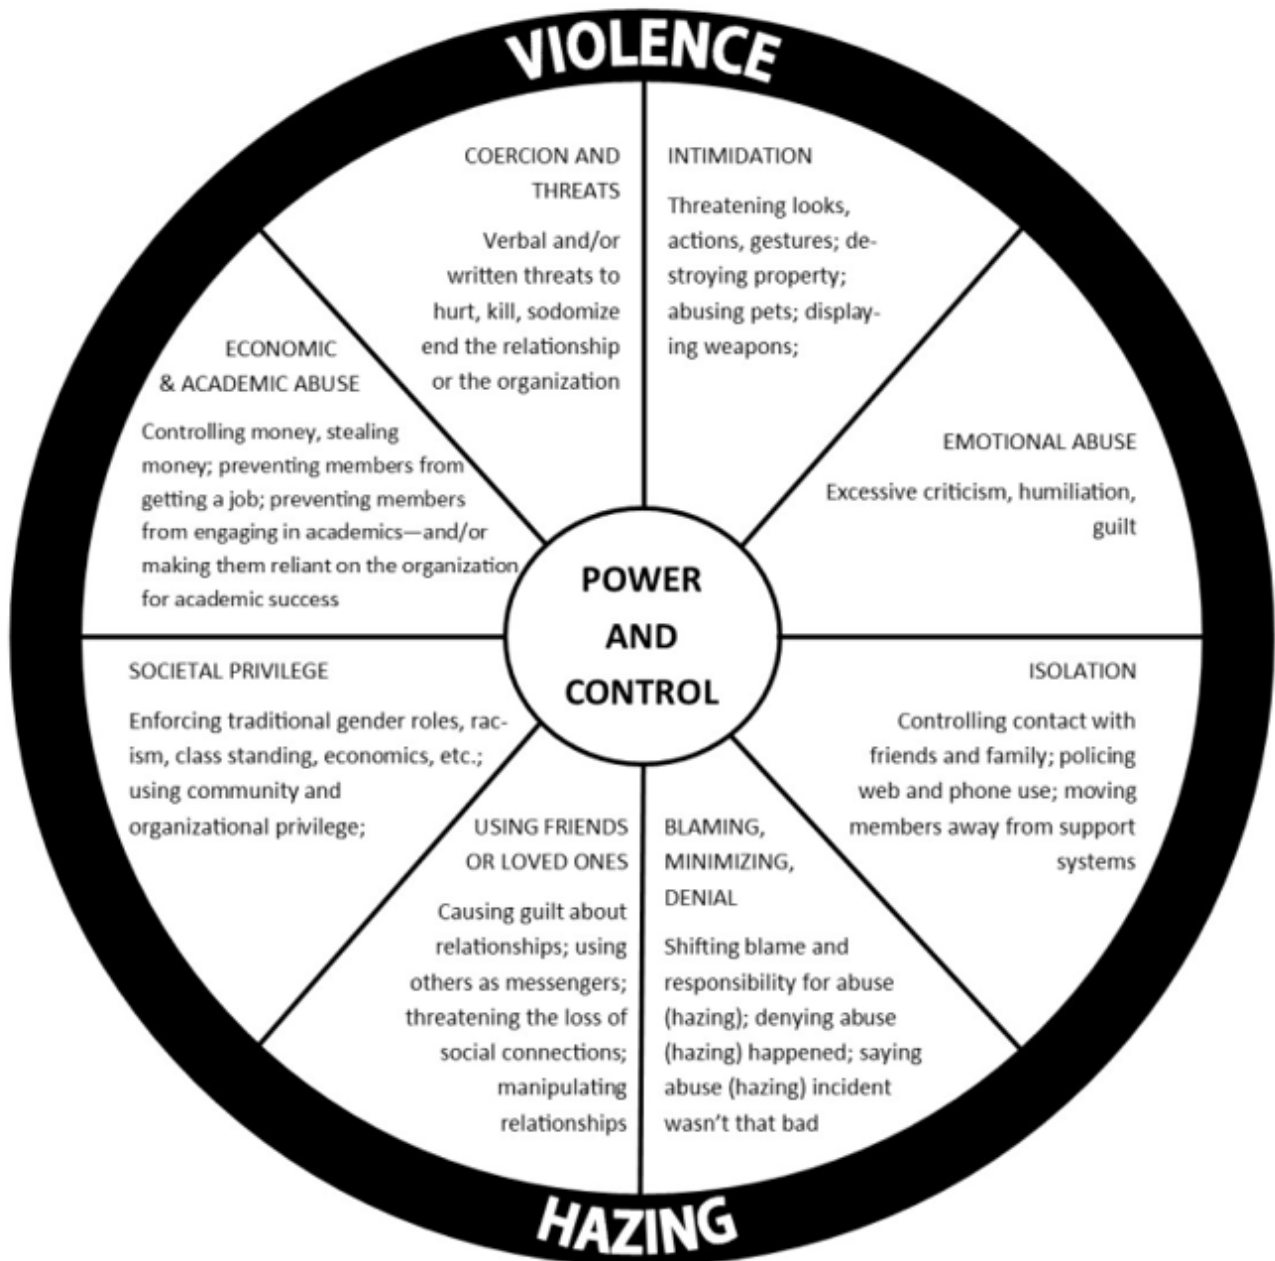 VIOLENCE
COERCION AND
THREATS
Verbal and/or
written threats to
hurt, kill, sodomize
end the relationship
or the organization
INTIMIDATION
Threatening looks,
actions, gestures; de-
stroying property;
abusing pets; display-
ing weapons;
EMOTIONAL ABUSE
Excessive criticism, humiliation,
guilt
ISOLATION
Controlling contact with
friends and family; policing
web and phone use; moving
members away from support
systems
BLAMING,
MINIMIZING,
DENIAL
Shifting blame and
responsibility for abuse
(hazing); denying abuse
(hazing) happened; saying
abuse (hazing) incident
wasn't that bad
USING FRIENDS
OR LOVED ONES
Causing guilt about
relationships; using
others as messengers;
threatening the loss of
social connections;
manipulating
relationships
SOCIETAL PRIVILEGE
Enforcing traditional gender roles, rac-
ism, class standing, economics, etc.;
using community and
organizational privilege;
ECONOMIC
& ACADEMIC ABUSE
Controlling money, stealing
money; preventing members from
getting a job; preventing members
from engaging in academics—and/or
making them reliant on the organization
for academic success
POWER
AND
CONTROL
HAZING